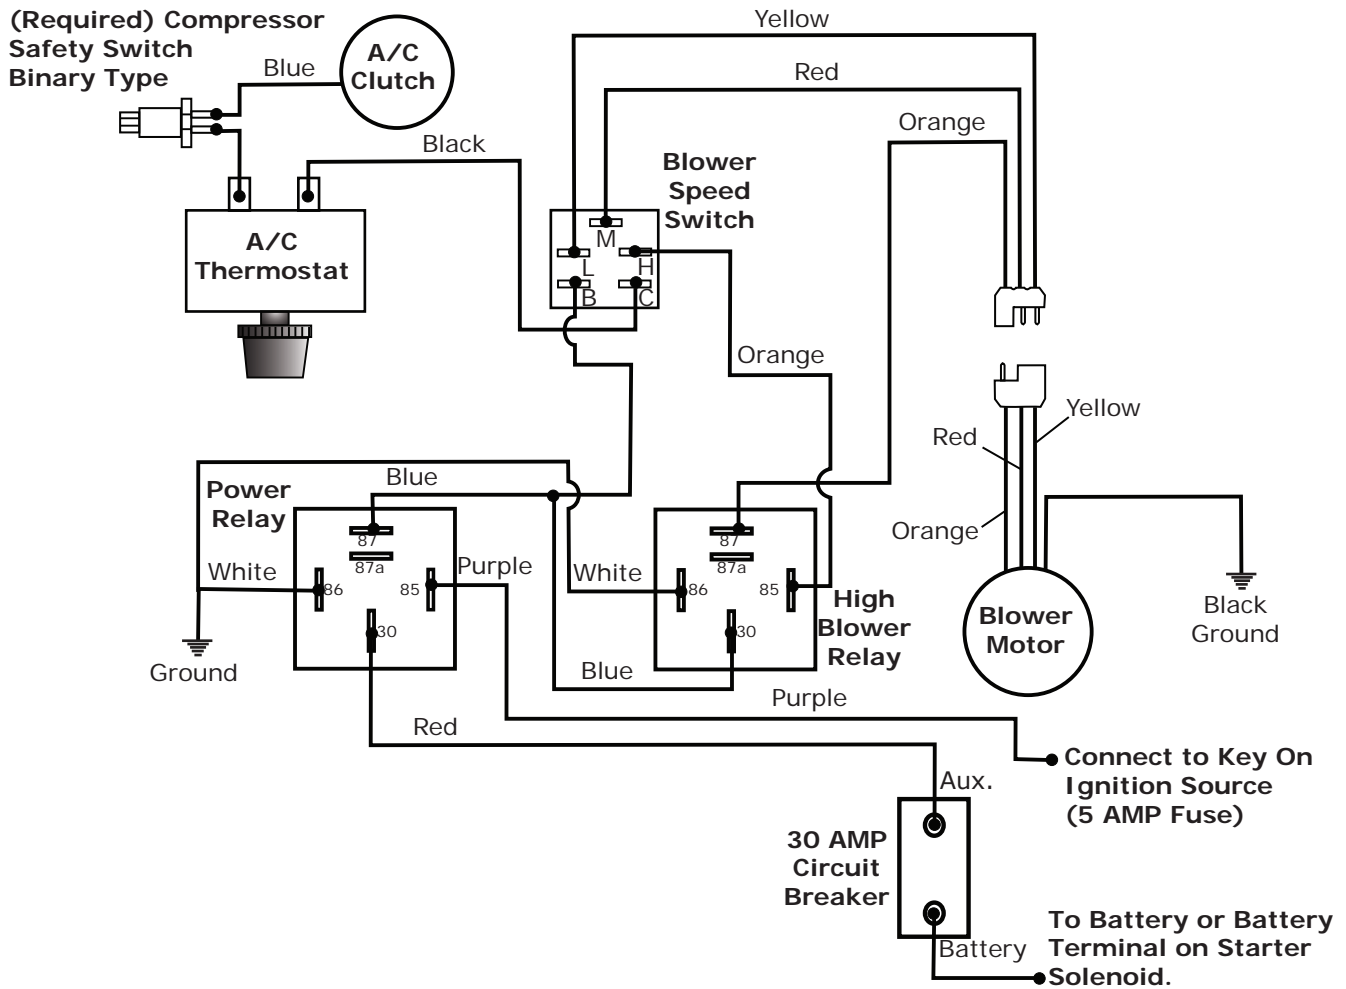 (Required) Compressor
Safety Switch
Binary Type
Blue
A/C
Clutch
Yellow
Red
Orange
Black
Blower
Speed
Switch
A/C
Thermostat
M
L
H
B
C
Orange
Yellow
Red
Orange
Blue
Power
Relay
87
87a
White
86
85
30
Purple
White
87
87a
86
85
30
High
Blower
Relay
Blower
Motor
Black
Ground
Ground
Blue
Purple
Red
Connect to Key On
Ignition Source
(5 AMP Fuse)
Aux.
30 AMP
Circuit
Breaker
Battery
To Battery or Battery
Terminal on Starter
Solenoid.